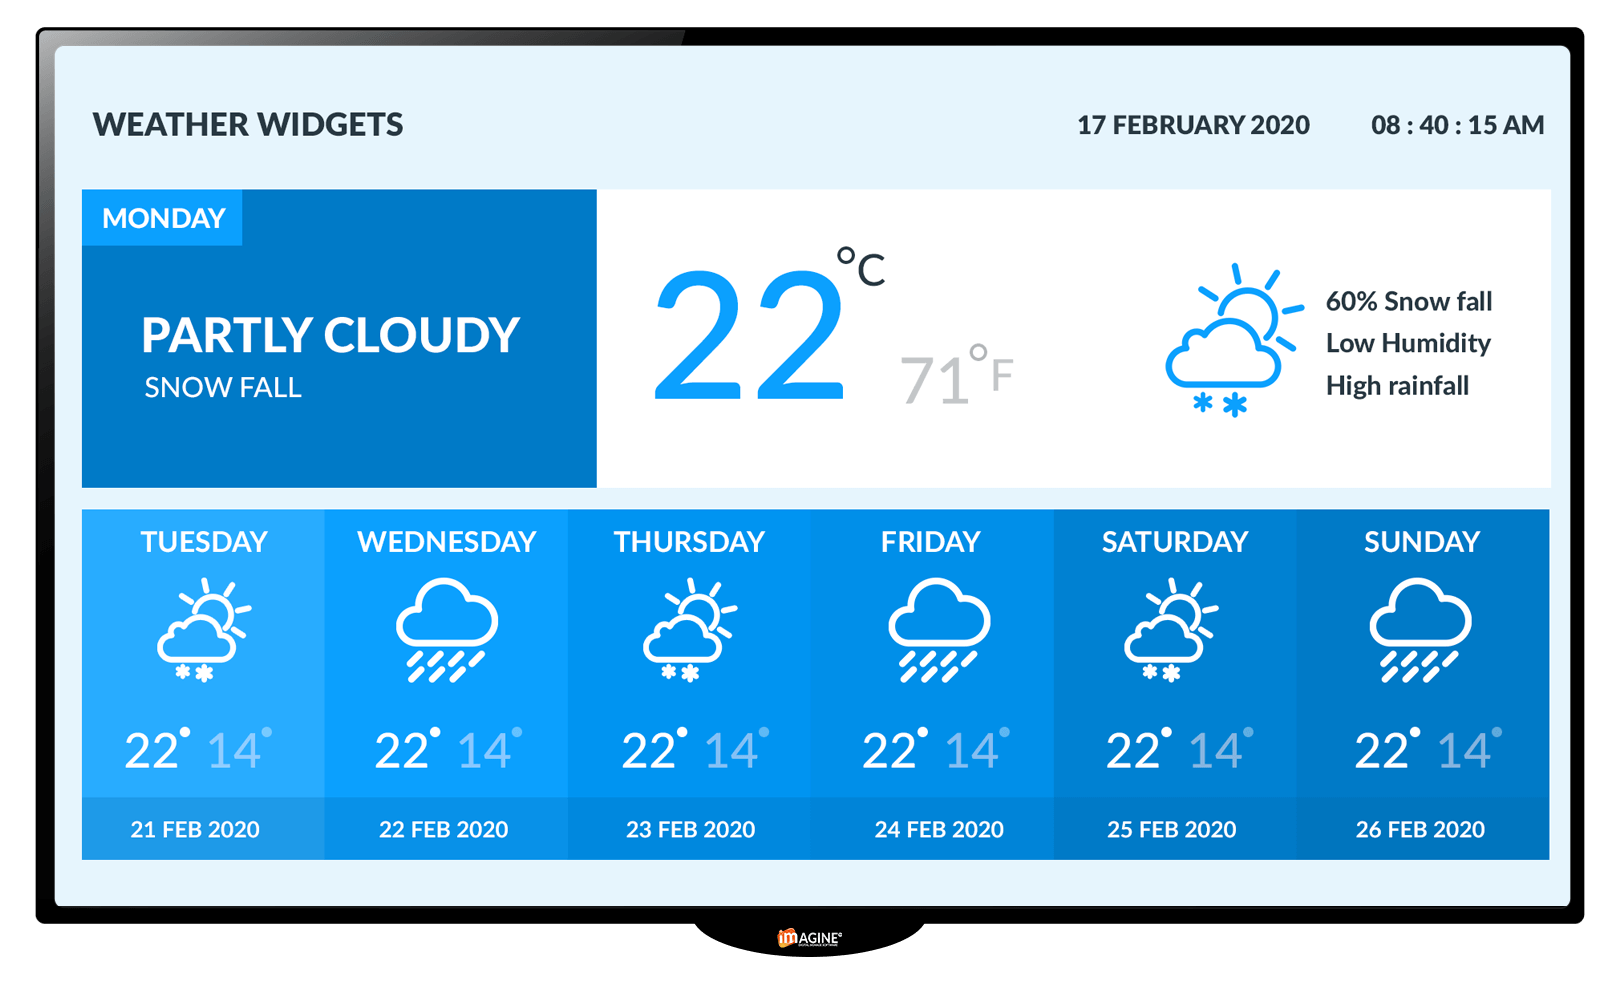 WEATHER WIDGETS
17 FEBRUARY 2020
08 : 40 : 15 AM
MONDAY
PARTLY CLOUDY
SNOW FALL
22°C
71°F
60% Snow fall
Low Humidity
High rainfall
TUESDAY
22° 14°
21 FEB 2020
WEDNESDAY
22° 14°
22 FEB 2020
THURSDAY
22° 14°
23 FEB 2020
FRIDAY
22° 14°
24 FEB 2020
SATURDAY
22° 14°
25 FEB 2020
SUNDAY
22° 14°
26 FEB 2020
imAGINE